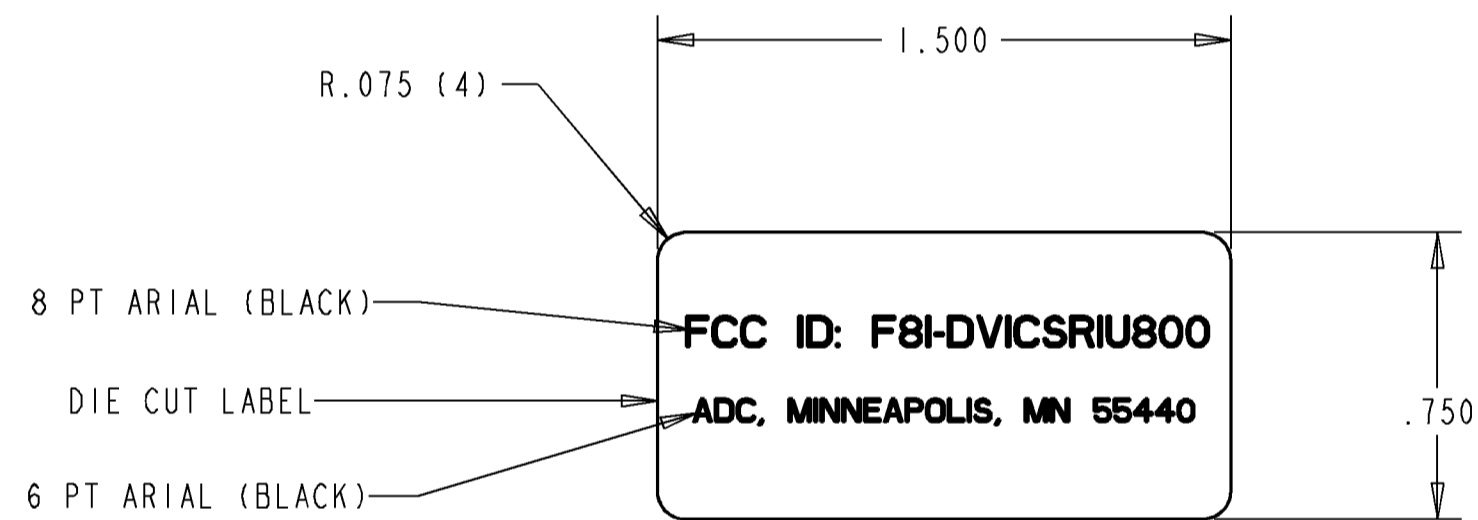 1.500
R.075 (4)
8 PT ARIAL (BLACK)
FCC ID: F8I-DVICSRIU800
DIE CUT LABEL
ADC, MINNEAPOLIS, MN 55440
.750
6 PT ARIAL (BLACK)